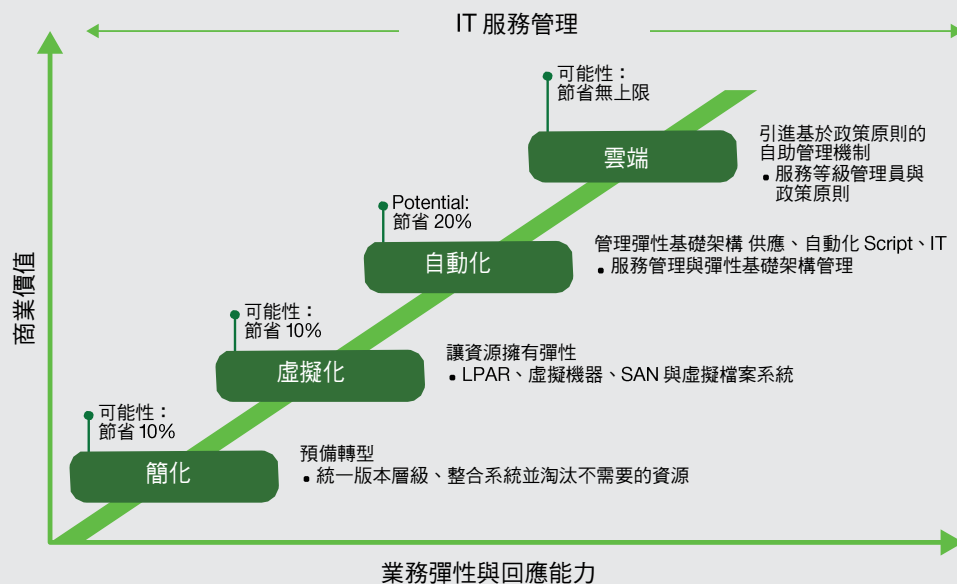 IT 服務管理
可能性：
節省無上限
雲端
引進基於政策原則的
自助管理機制
• 服務等級管理員與
政策原則
Potential:
節省 20%
自動化
管理彈性基礎架構 供應、自動化 Script、IT
• 服務管理與彈性基礎架構管理
可能性：
節省 10%
虛擬化
讓資源擁有彈性
• LPAR、虛擬機器、SAN 與虛擬檔案系統
可能性：
節省 10%
簡化
預備轉型
• 統一版本層級、整合系統並淘汰不需要的資源
商業價值
業務彈性與回應能力